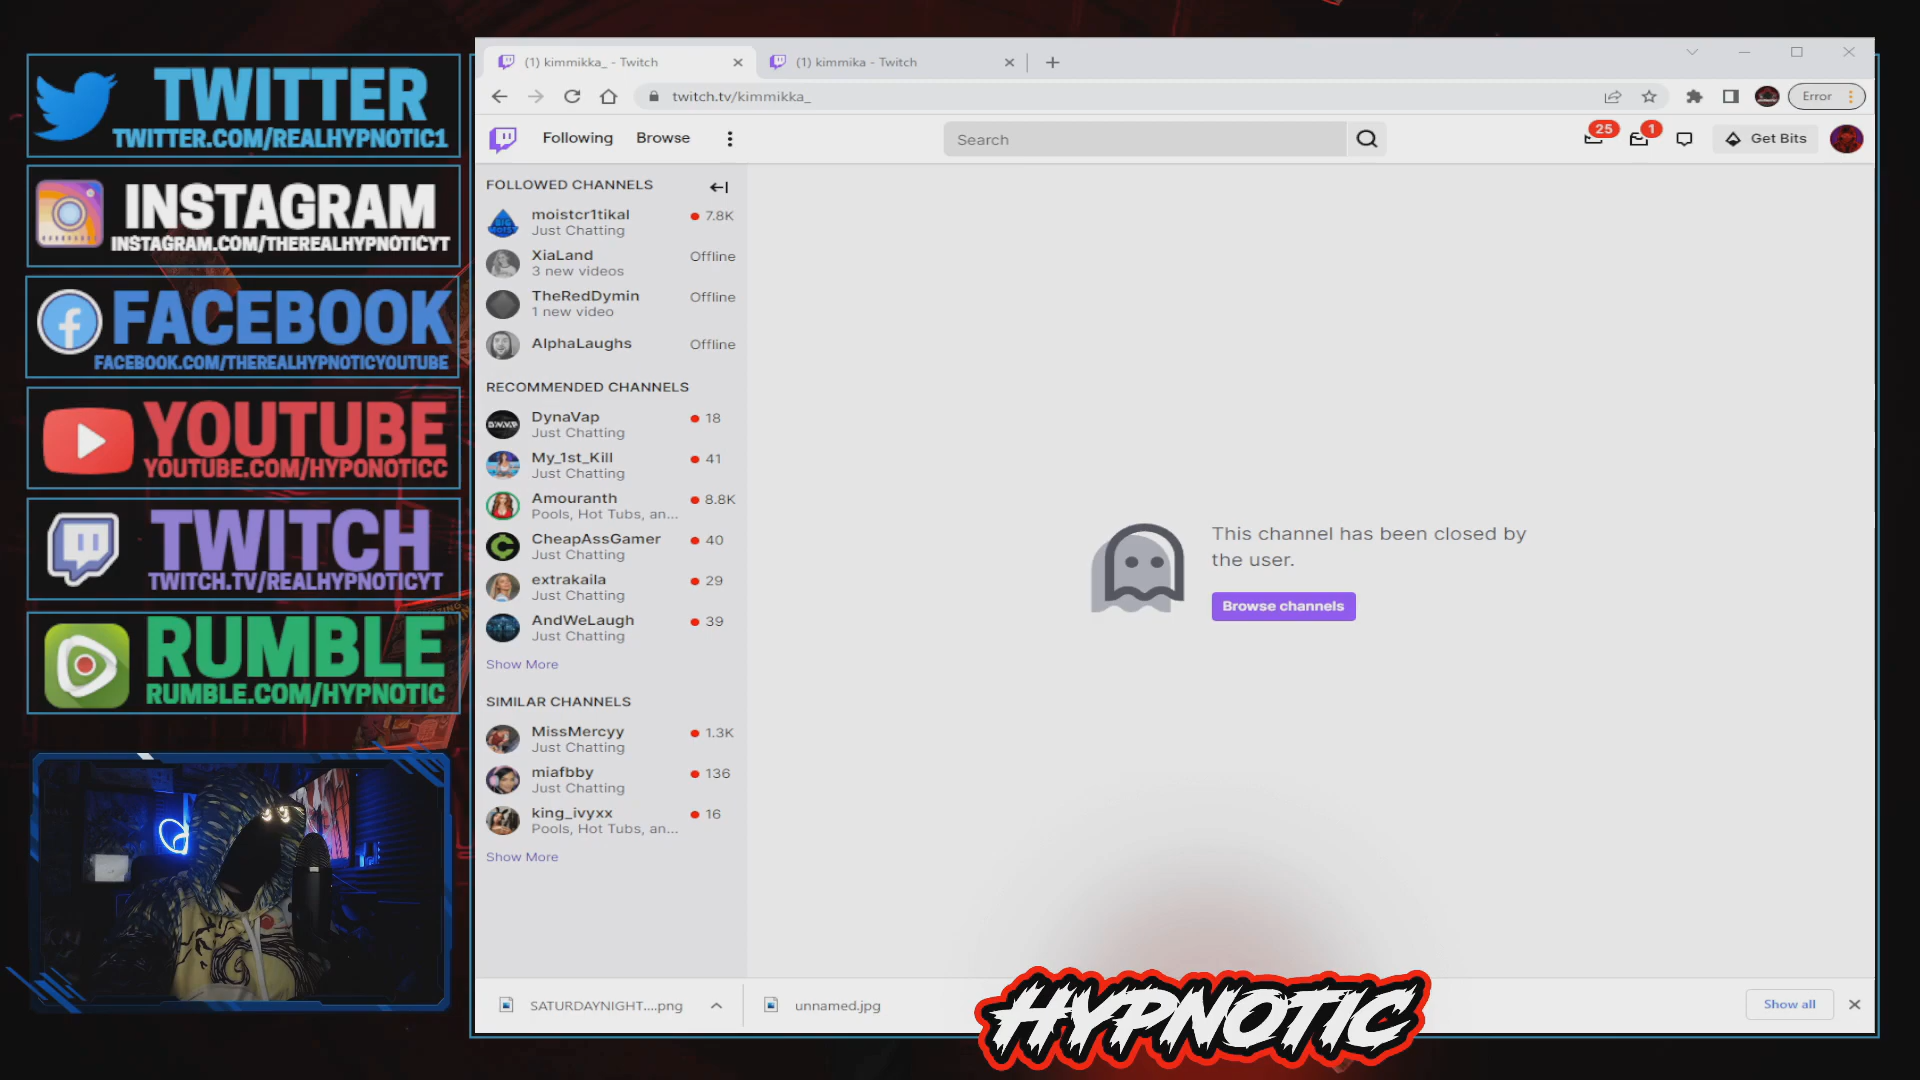 TWITTER
TWITTER.COM/REALHYPNOTIC1
INSTAGRAM
INSTAGRAM.COM/THEREALHYPNOTICYT
FACEBOOK
FACEBOOK.COM/THEREALHYPNOTICYOUTUBE
YOUTUBE
YOUTUBE.COM/HYPONOTICC
TWITCH
TWITCH.TV/REALHYPNOTICYT
RUMBLE
RUMBLE.COM/HYPNOTIC
(1) kimmikka_ - Twitch
(1) kimmika - Twitch
twitch.tv/kimmikka_
Error
Following
Browse
Search
25
1
Get Bits
FOLLOWED CHANNELS
moistcr1tikal 7.8K
Just Chatting
XiaLand Offline
3 new videos
TheRedDymin Offline
1 new video
AlphaLaughs Offline
RECOMMENDED CHANNELS
DynaVap 18
Just Chatting
My_1st_Kill 41
Just Chatting
Amouranth 8.8K
Pools, Hot Tubs, an...
CheapAssGamer 40
Just Chatting
extrakaila 29
Just Chatting
AndWeLaugh 39
Just Chatting
Show More
SIMILAR CHANNELS
MissMercyy 1.3K
Just Chatting
miafbby 136
Just Chatting
king_ivyxx 16
Pools, Hot Tubs, an...
Show More
This channel has been closed by
the user.
Browse channels
SATURDAYNIGHT....png
unnamed.jpg
Show all
HYPNOTIC